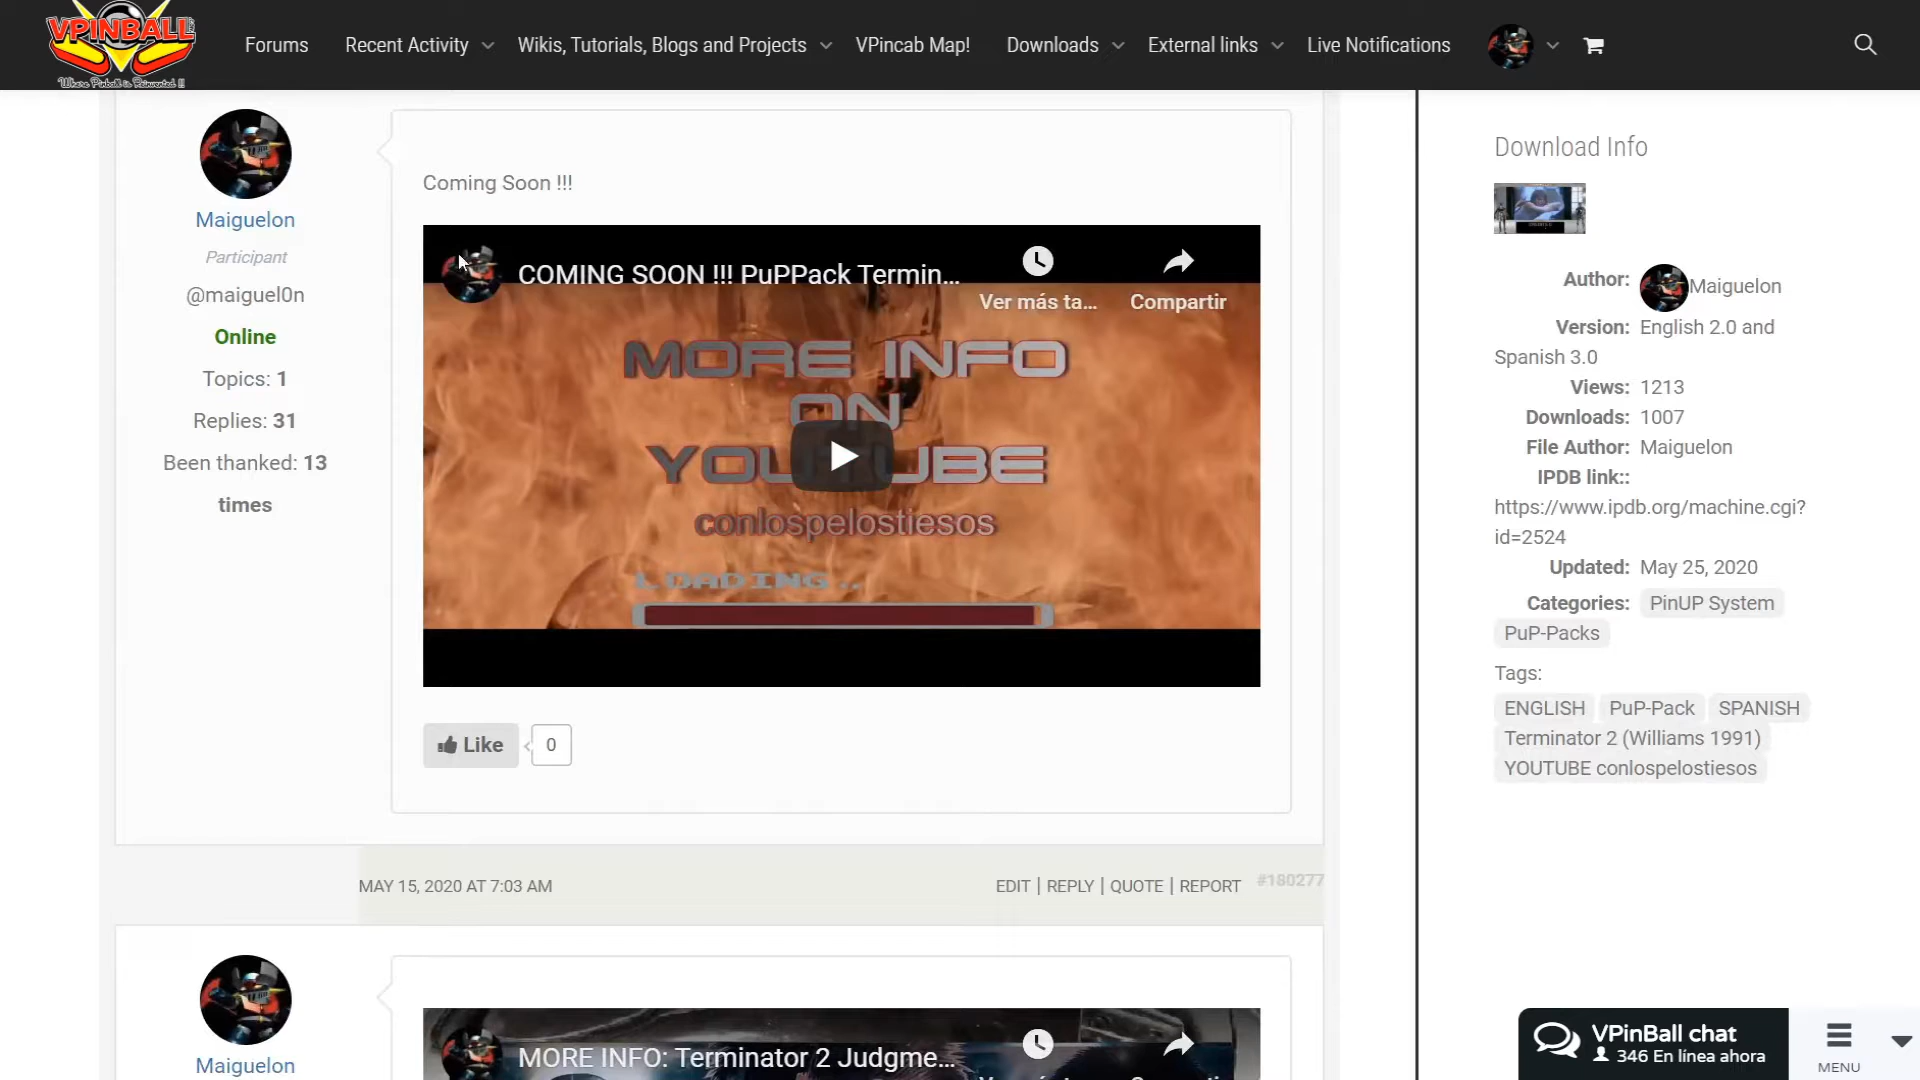 VPINBALL
Where Pinball is Reinvented !!
Forums
Recent Activity
Wikis, Tutorials, Blogs and Projects
VPincab Map!
Downloads
External links
Live Notifications
Maiguelon
Participant
@maiguel0n
Online
Topics: 1
Replies: 31
Been thanked: 13
times
Coming Soon !!!
COMING SOON !!! PuPPack Termin...
Ver más ta...
Compartir
MORE INFO
ON
YOUTUBE
conlospelostiesos
LOADING..
Like
0
MAY 15, 2020 AT 7:03 AM
EDIT | REPLY | QUOTE | REPORT
#180277
Maiguelon
MORE INFO: Terminator 2 Judgme...
Download Info
Author: Maiguelon
Version: English 2.0 and
Spanish 3.0
Views: 1213
Downloads: 1007
File Author: Maiguelon
IPDB link::
https://www.ipdb.org/machine.cgi?
id=2524
Updated: May 25, 2020
Categories: PinUP System
PuP-Packs
Tags:
ENGLISH PuP-Pack SPANISH
Terminator 2 (Williams 1991)
YOUTUBE conlospelostiesos
VPinBall chat
346 En línea ahora
MENU